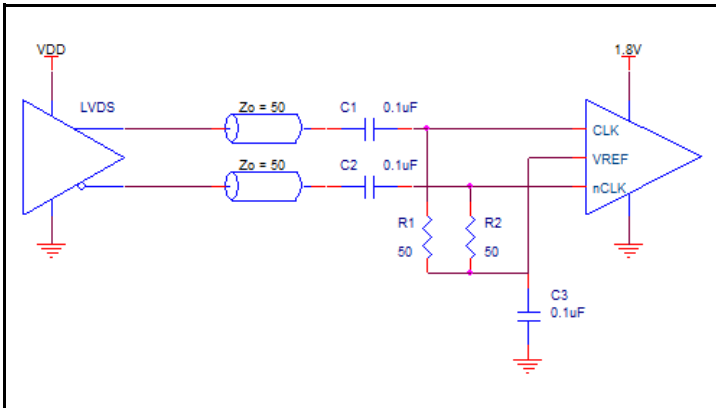 VDD
1.8V
LVDS
Zo = 50
C1
0.1uF
CLK
Zo = 50
C2
0.1uF
VREF
nCLK
R1
50
R2
50
C3
0.1uF